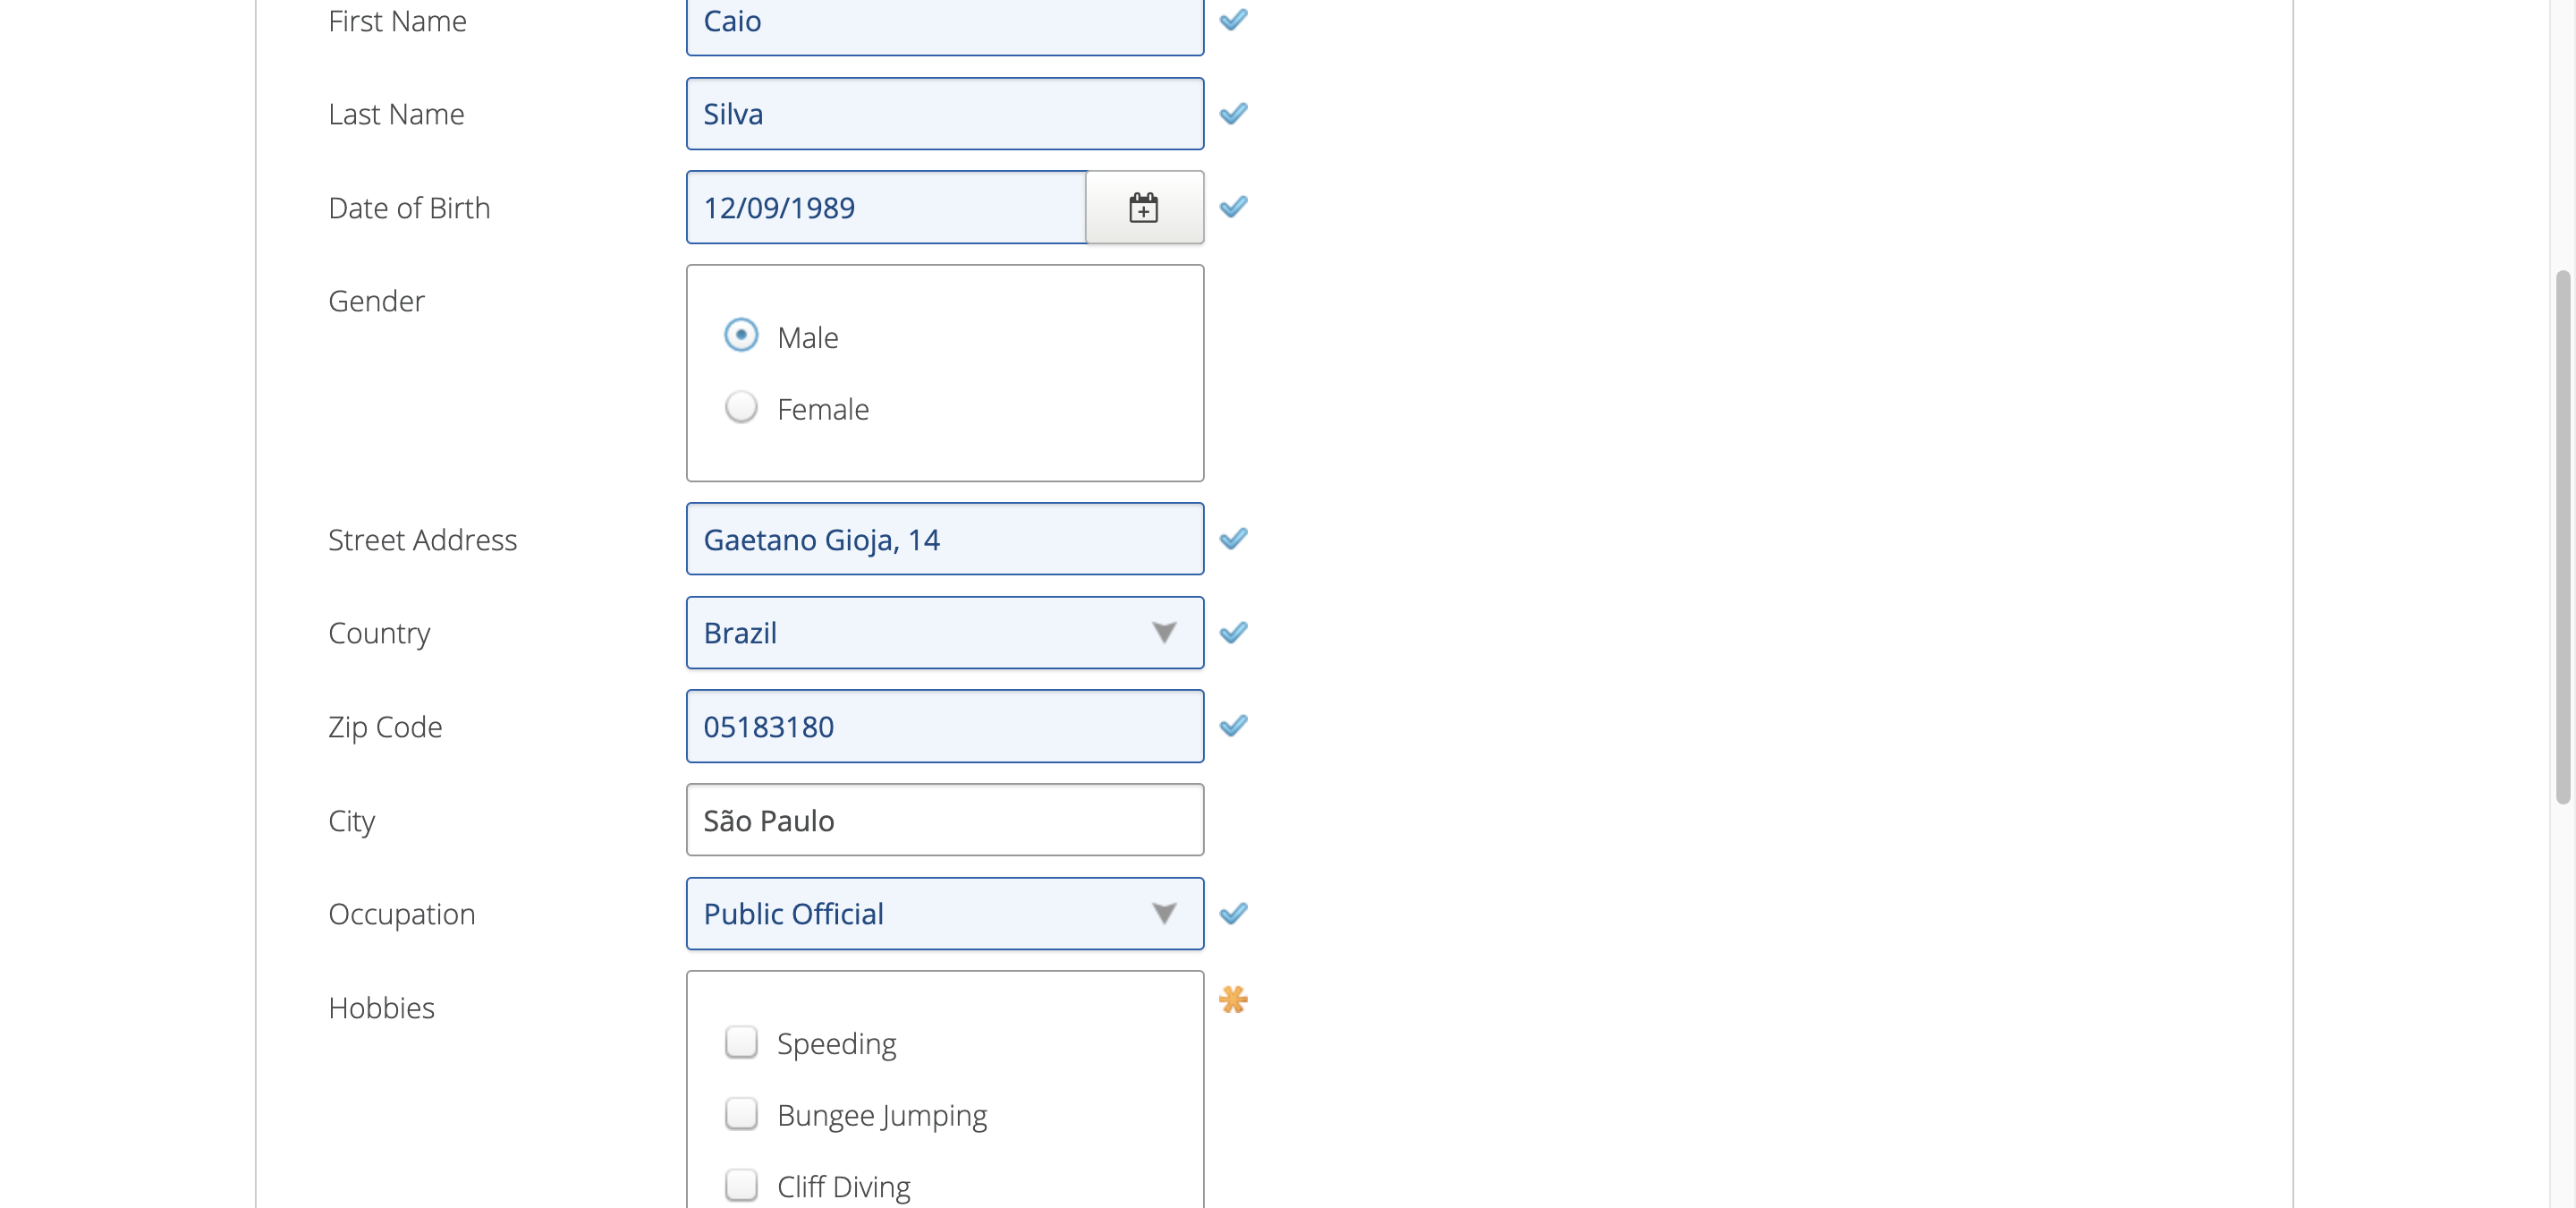 First Name Caio
Last Name Silva
Date of Birth 12/09/1989
Gender
Male
Female
Street Address Gaetano Gioja, 14
Country Brazil
Zip Code 05183180
City São Paulo
Occupation Public Official
Hobbies
Speeding
Bungee Jumping
Cliff Diving